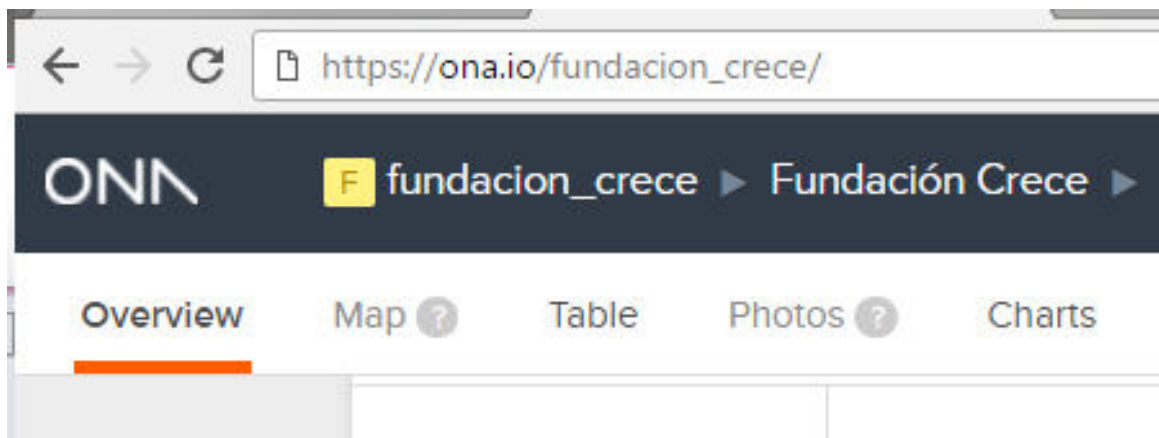 https://ona.io/fundacion_crece/
ONA F fundacion_crece ▶ Fundación Crece ▶
Overview Map ? Table Photos ? Charts